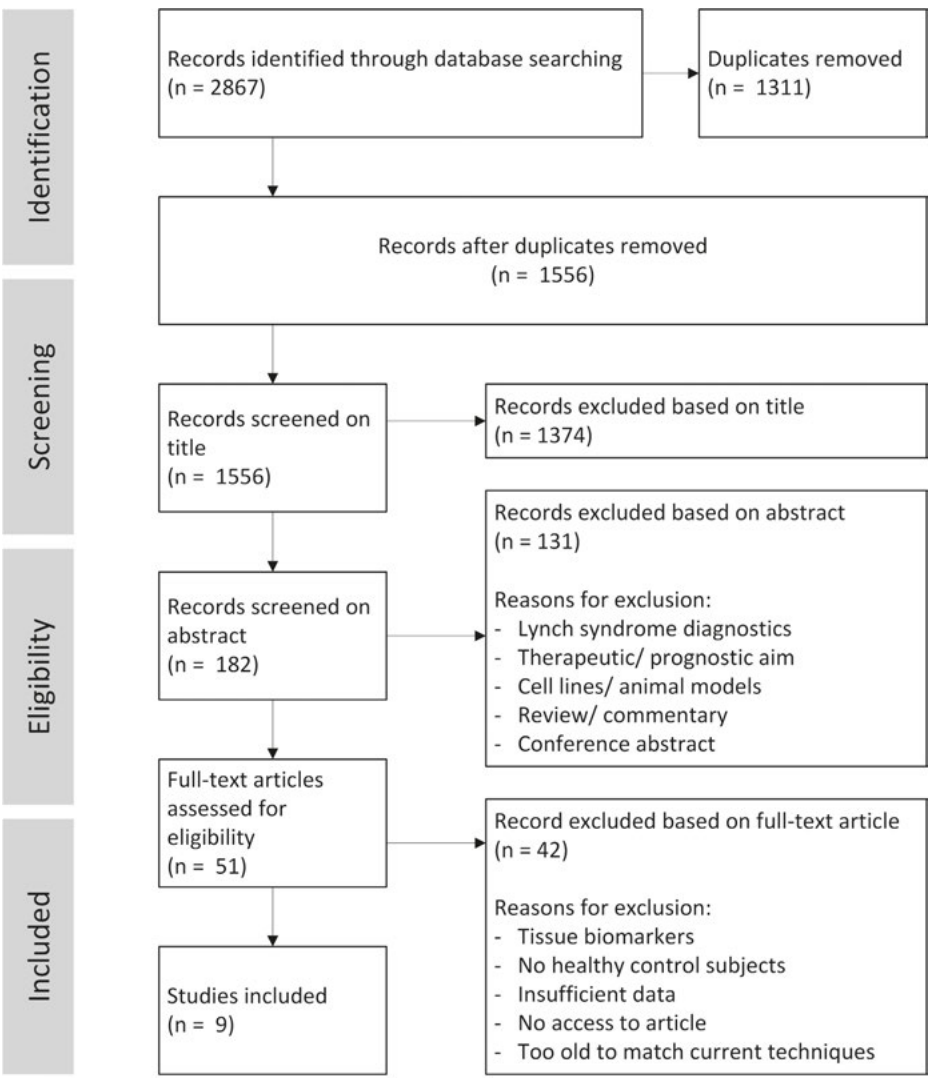 Identification
Records identified through database searching
(n = 2867)
Duplicates removed
(n = 1311)
Records after duplicates removed
(n = 1556)
Screening
Records screened on
title
(n = 1556)
Records excluded based on title
(n = 1374)
Eligibility
Records screened on
abstract
(n = 182)
Records excluded based on abstract
(n = 131)
Reasons for exclusion:
- Lynch syndrome diagnostics
- Therapeutic/ prognostic aim
- Cell lines/ animal models
- Review/ commentary
- Conference abstract
Full-text articles
assessed for
eligibility
(n = 51)
Record excluded based on full-text article
(n = 42)
Reasons for exclusion:
- Tissue biomarkers
- No healthy control subjects
- Insufficient data
- No access to article
- Too old to match current techniques
Included
Studies included
(n = 9)